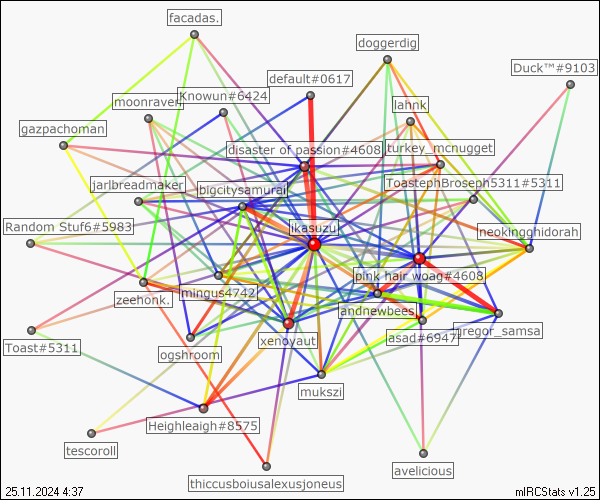 facadas.
doggerdig
Duck™#9103
default#0617
Knowun#6424
moonraven
lahnk
gazpachoman
disaster of passion#4608
turkey_mcnugget
jarlbreadmaker
bigcitysamurai
ToastephBroseph5311#5311
Random Stuf6#5983
ikasuzu
neokingghidorah
pink hair woag#4608
zeehonk.
mingus4742
andnewbees
gregor_samsa
asad#6947
Toast#5311
ogshroom
xenoyaut
mukszi
Heighleaigh#8575
tescoroll
avelicious
thiccusboiusalexusjoneus
25.11.2024 4:37
mIRCStats v1.25